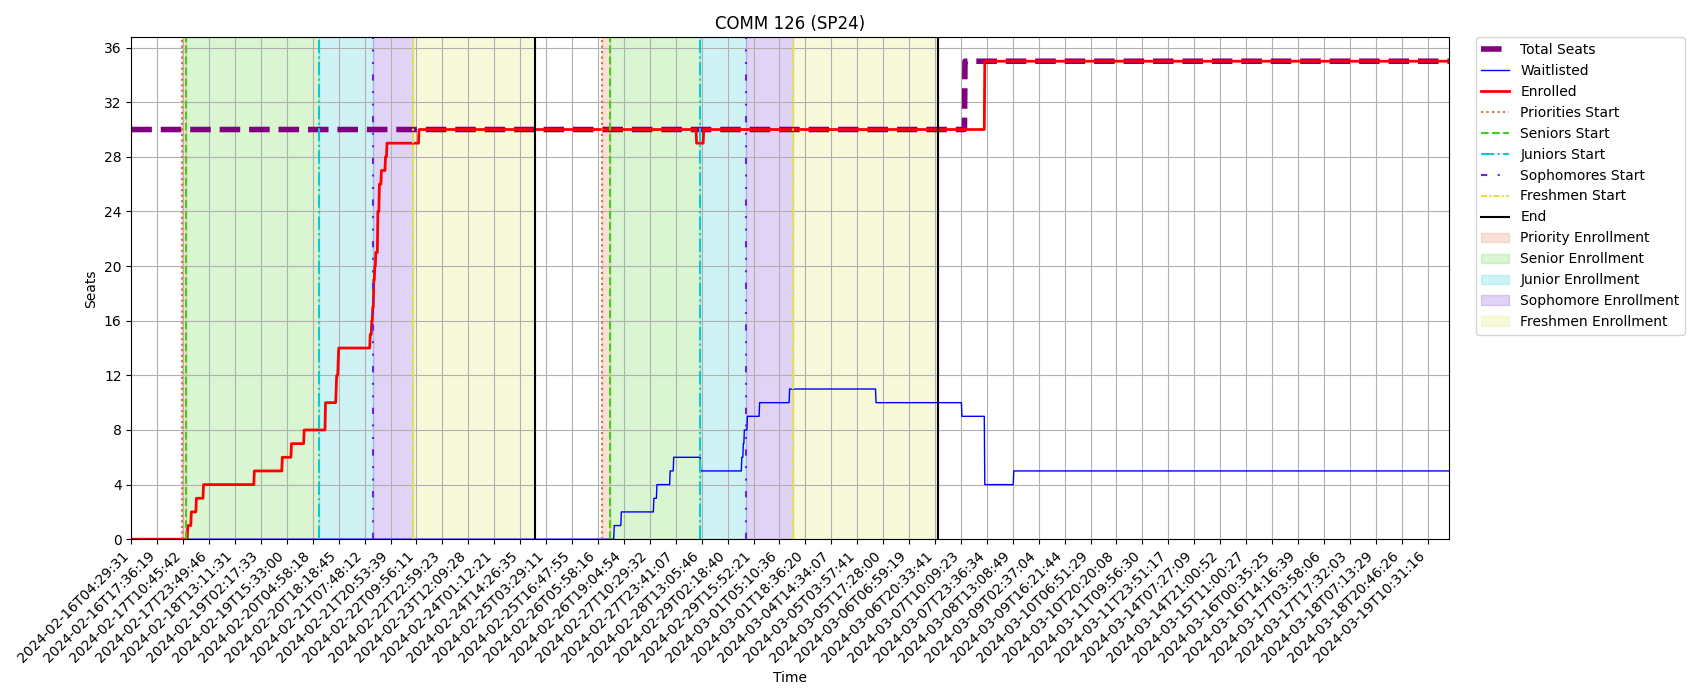 COMM 126 (SP24)
Seats
36
32
28
24
20
16
12
8
4
0
2024-02-16T04:29:31
2024-02-16T17:36:19
2024-02-17T10:45:42
2024-02-17T23:49:46
2024-02-18T13:11:37
2024-02-19T02:17:33
2024-02-19T15:33:00
2024-02-20T04:58:18
2024-02-20T18:18:45
2024-02-21T07:48:12
2024-02-21T20:53:39
2024-02-22T09:56:11
2024-02-22T22:59:23
2024-02-23T12:09:28
2024-02-24T01:12:21
2024-02-24T14:26:35
2024-02-25T03:29:11
2024-02-25T16:47:55
2024-02-26T05:58:16
2024-02-26T19:04:54
2024-02-27T10:29:32
2024-02-27T23:41:07
2024-02-28T13:05:46
2024-02-29T02:18:40
2024-02-29T15:52:21
2024-03-01T05:10:36
2024-03-01T18:36:20
2024-03-04T14:34:07
2024-03-05T03:57:41
2024-03-05T17:28:00
2024-03-06T06:59:19
2024-03-06T20:33:41
2024-03-07T10:09:23
2024-03-07T23:36:34
2024-03-08T13:08:49
2024-03-09T02:37:04
2024-03-09T16:21:44
2024-03-10T06:51:29
2024-03-10T20:20:08
2024-03-11T09:56:30
2024-03-11T23:51:17
2024-03-14T07:27:09
2024-03-14T21:00:52
2024-03-15T11:00:27
2024-03-16T00:35:25
2024-03-16T14:16:39
2024-03-17T03:58:06
2024-03-17T17:32:03
2024-03-18T07:13:29
2024-03-18T20:46:26
2024-03-19T10:31:16
Time
Total Seats
Waitlisted
Enrolled
Priorities Start
Seniors Start
Juniors Start
Sophomores Start
Freshmen Start
End
Priority Enrollment
Senior Enrollment
Junior Enrollment
Sophomore Enrollment
Freshmen Enrollment